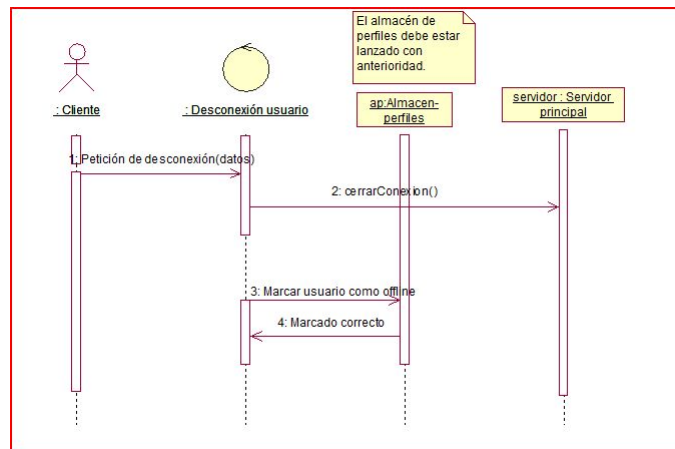 El almacén de
perfiles debe estar
lanzado con
anterioridad.
: Cliente
: Desconexión usuario
ap:Almacen-
perfiles
servidor : Servidor
principal
1: Petición de desconexión(datos)
2: cerrarConexion()
3: Marcar usuario como offline
4: Marcado correcto